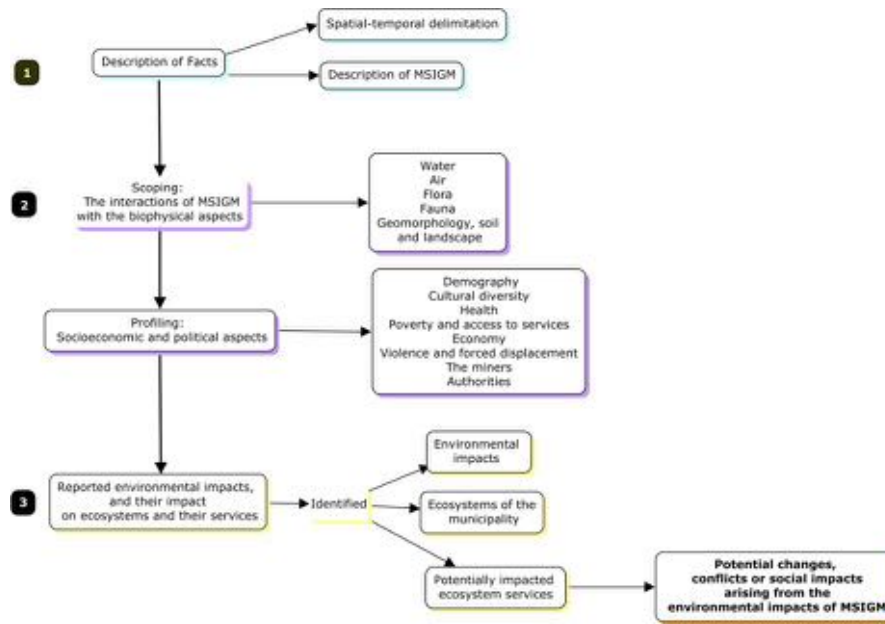 Spatial-temporal delimitation
1
Description of Facts
Description of MSIGM
2
Scoping:
The interactions of MSIGM
with the biophysical aspects
Water
Air
Flora
Fauna
Geomorphology, soil
and landscape
Profiling:
Socioeconomic and political aspects
Demography
Cultural diversity
Health
Poverty and access to services
Economy
Violence and forced displacement
The miners
Authorities
3
Reported environmental impacts,
and their impact
on ecosystems and their services
Identified
Environmental
impacts
Ecosystems of the
municipality
Potentially impacted
ecosystem services
Potential changes,
conflicts or social impacts
arising from the
environmental impacts of MSIGM